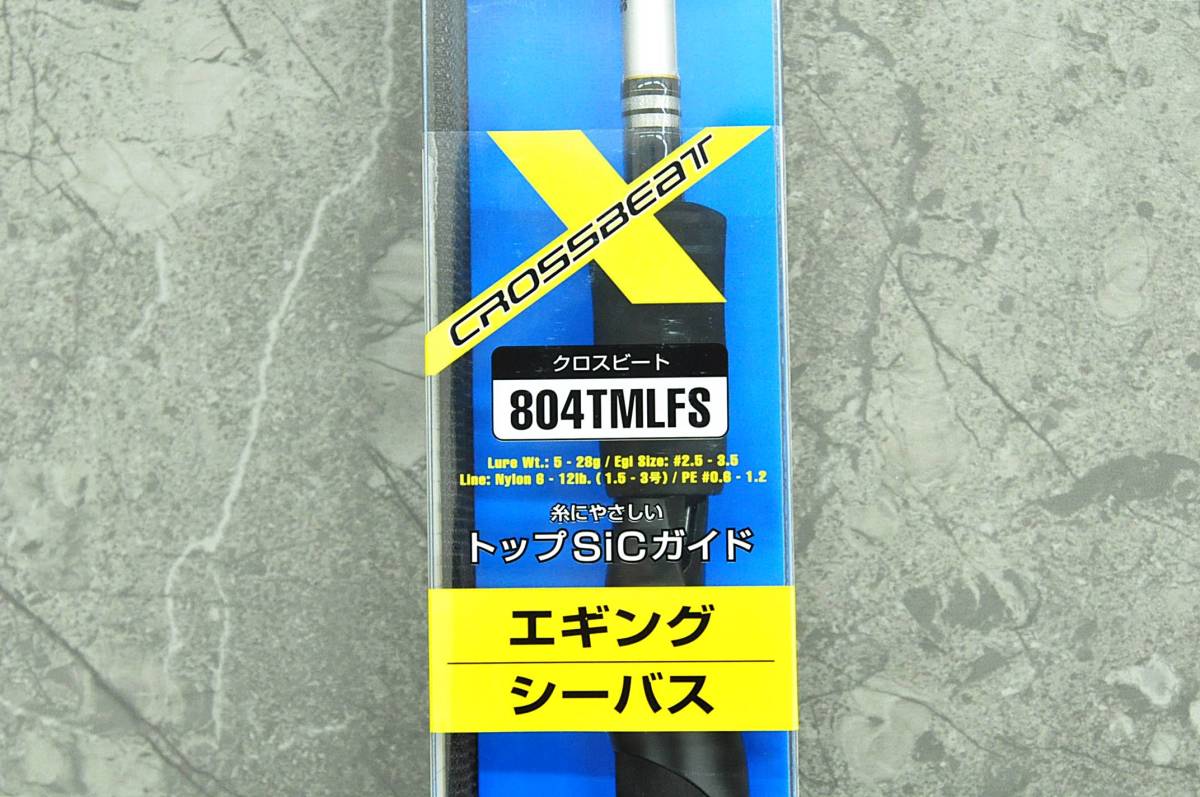 CROSSBEAT
クロスビート
804TMLFS
Lure Wt.: 5 - 28g / Egi Size: #2.5 - 3.5
Line: Nylon 6 - 12lb. (1.5 - 3号) / PE #0.6 - 1.2
糸にやさしい
トップSiCガイド
エギング
シーバス